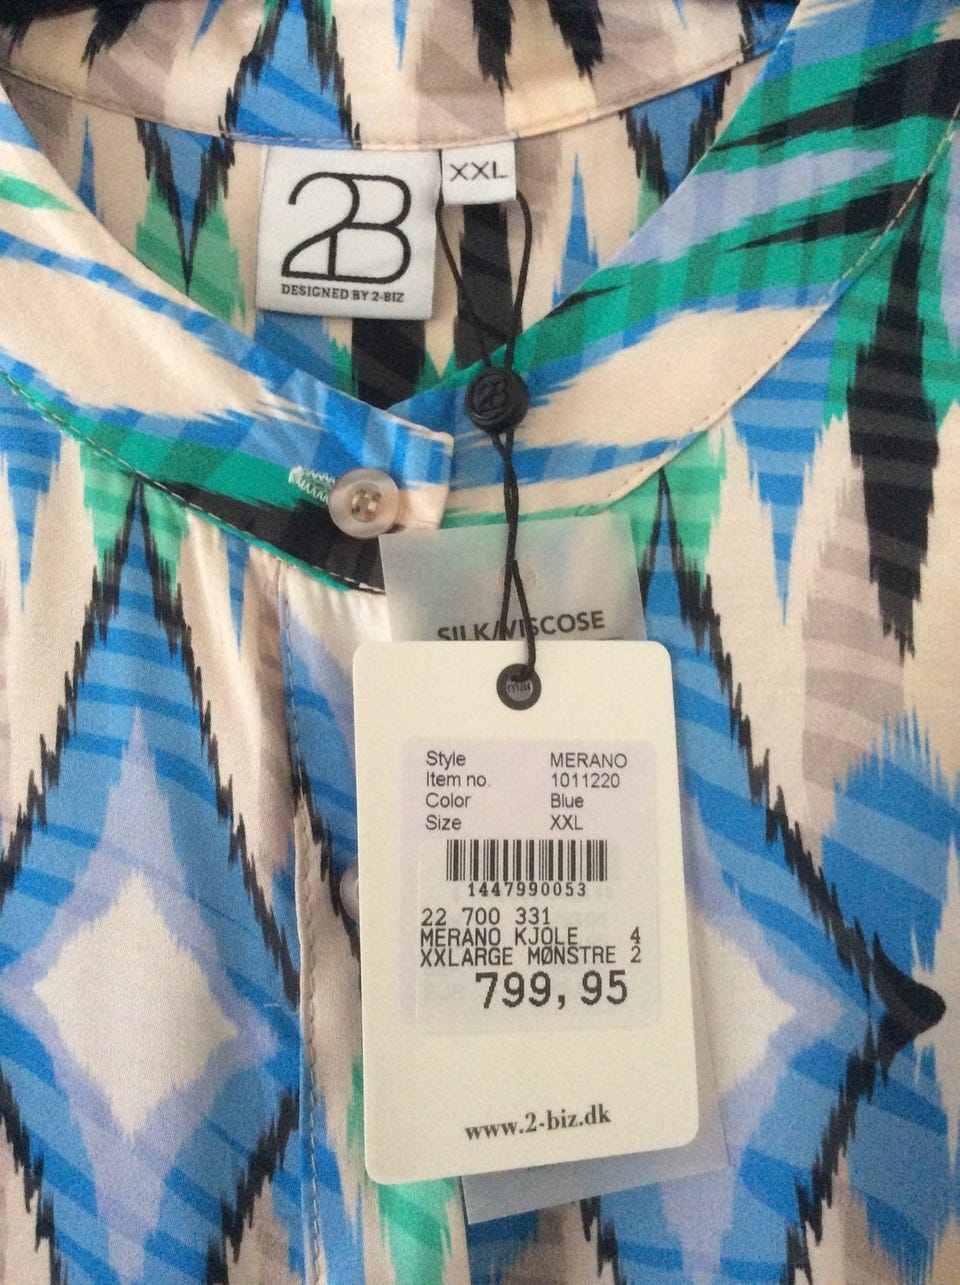 2B
DESIGNED BY 2-BIZ
XXL
SILK/VISCOSE
Style MERANO
Item no. 1011220
Color Blue
Size XXL
1447990053
22 700 331
MERANO KJOLE 4
XXLARGE MØNSTRE 2
799,95
www.2-biz.dk